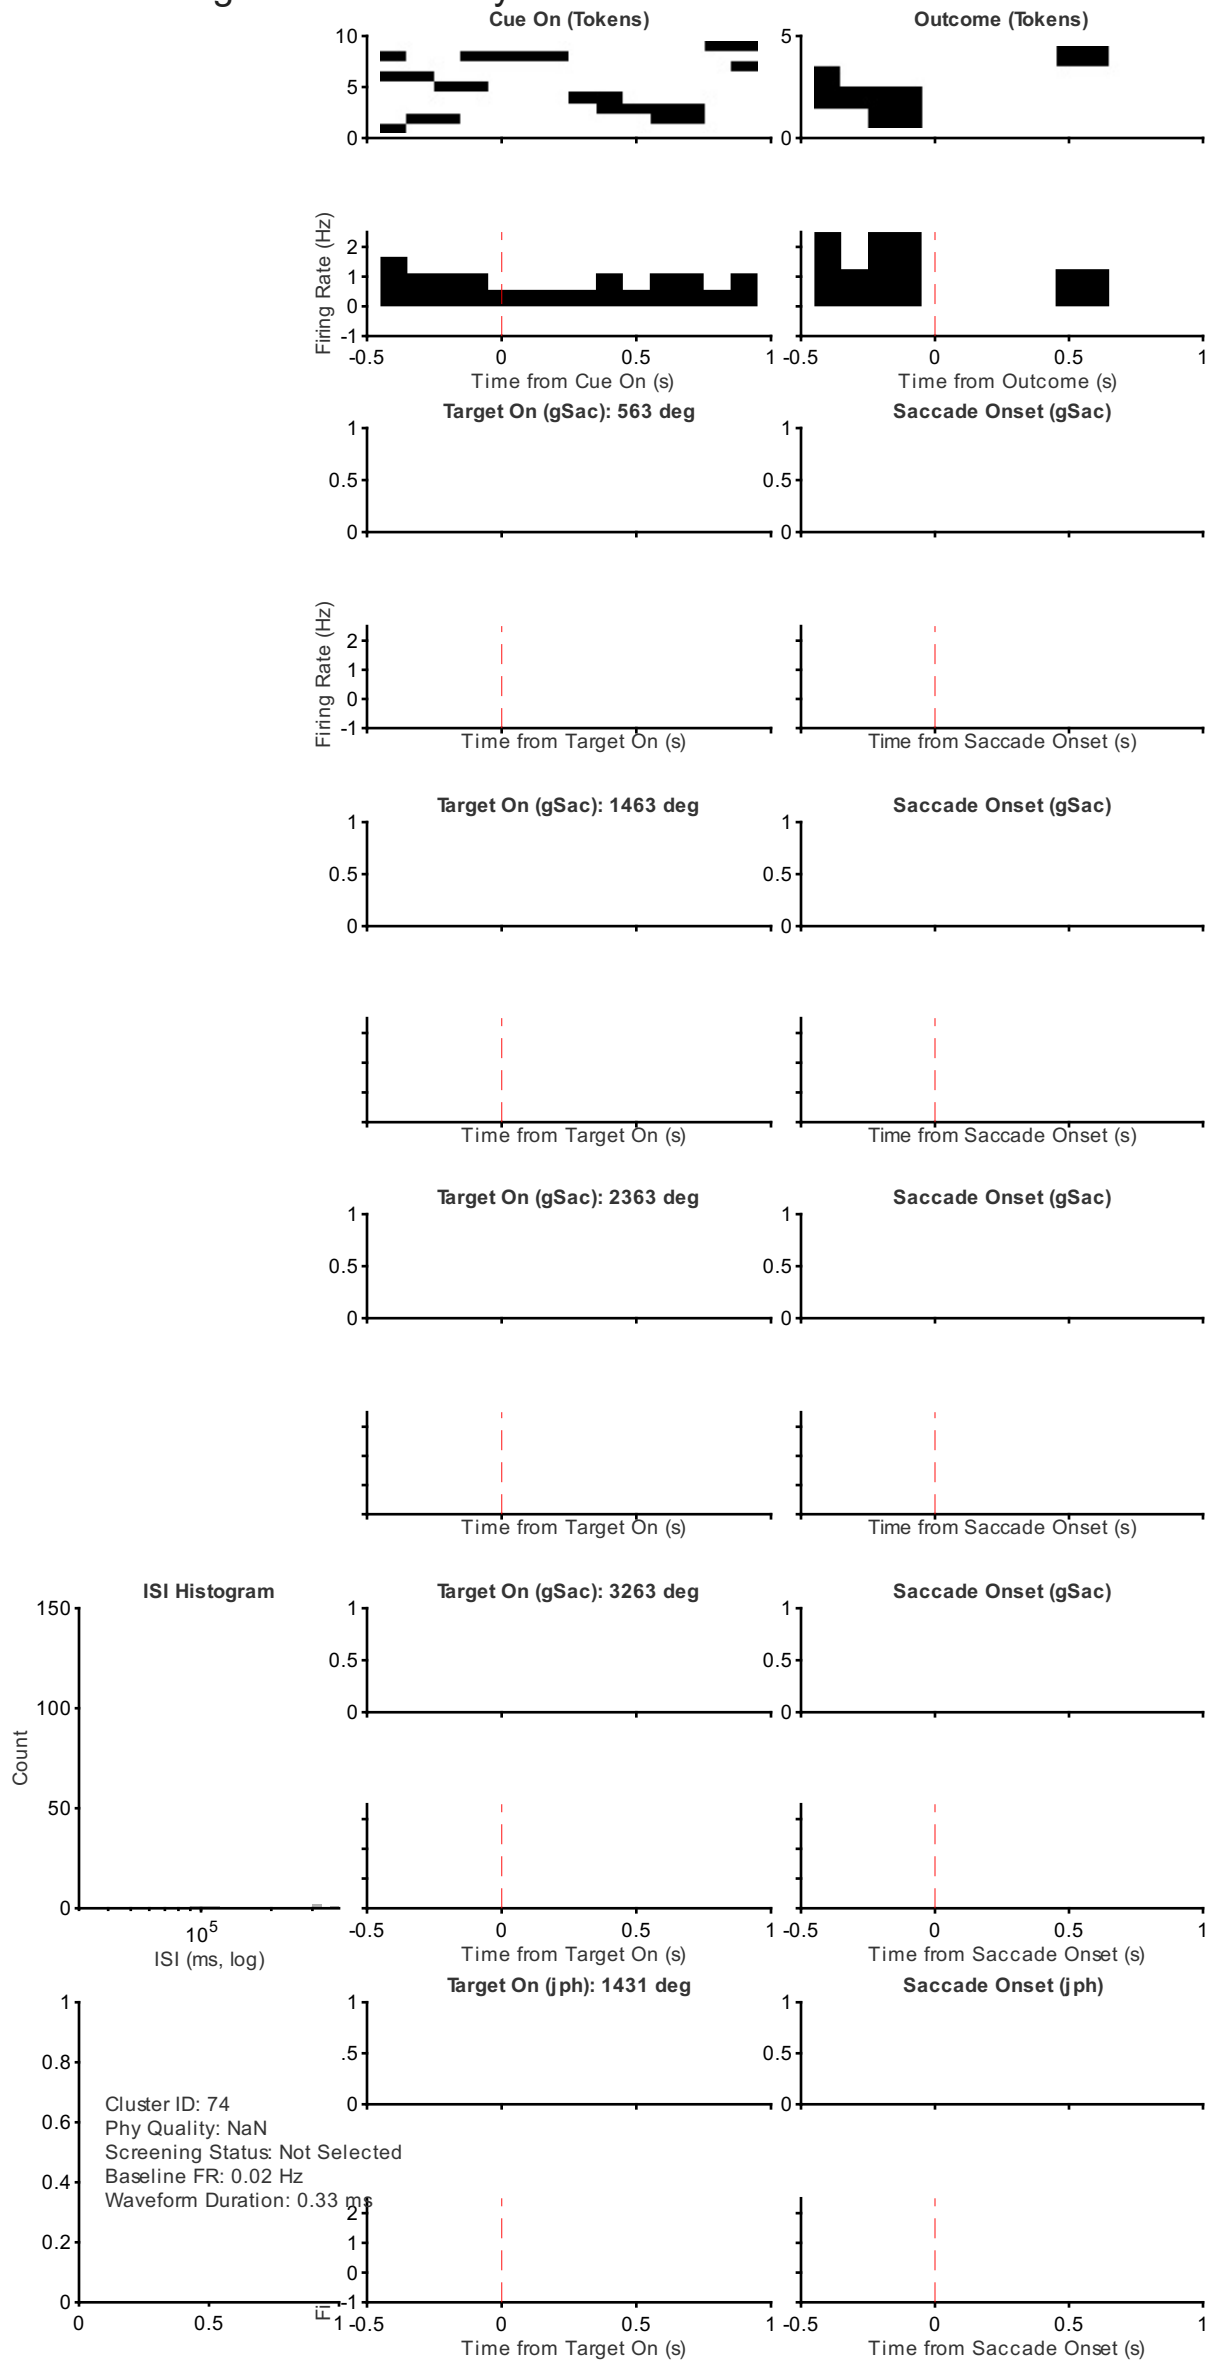 Cue On (Tokens)
Outcome (Tokens)
10
5
0
5
0
Firing Rate (Hz)
2
1
0
-1
-0.5 0 0.5 1
-0.5 0 0.5 1
Time from Cue On (s)
Time from Outcome (s)
Target On (gSac): 563 deg
Saccade Onset (gSac)
1
0.5
0
1
0.5
0
Firing Rate (Hz)
2
1
0
-1
Time from Target On (s)
Time from Saccade Onset (s)
Target On (gSac): 1463 deg
Saccade Onset (gSac)
1
0.5
0
1
0.5
0
Time from Target On (s)
Time from Saccade Onset (s)
Target On (gSac): 2363 deg
Saccade Onset (gSac)
1
0.5
0
1
0.5
0
Time from Target On (s)
Time from Saccade Onset (s)
ISI Histogram
150
100
50
0
Count
10^5
ISI (ms, log)
Target On (gSac): 3263 deg
Saccade Onset (gSac)
1
0.5
0
1
0.5
0
-0.5 0 0.5 1
-0.5 0 0.5 1
Time from Target On (s)
Time from Saccade Onset (s)
Target On (jph): 1431 deg
Saccade Onset (jph)
1
0.8
0.6
0.4
0.2
0
0 0.5 1
Cluster ID: 74
Phy Quality: NaN
Screening Status: Not Selected
Baseline FR: 0.02 Hz
Waveform Duration: 0.33 ms
1
.5
0
1
0.5
0
Fi
2
1
0
-1
-0.5 0 0.5 1
-0.5 0 0.5 1
Time from Target On (s)
Time from Saccade Onset (s)